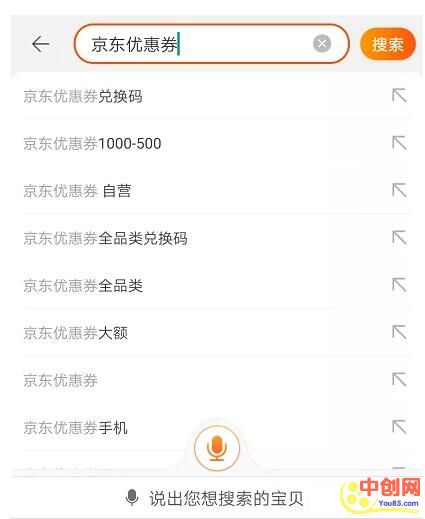 京东优惠券
搜索
京东优惠券兑换码
京东优惠券1000-500
京东优惠券 自营
京东优惠券全品类兑换码
京东优惠券全品类
京东优惠券大额
京东优惠券
京东优惠券手机
说出您想搜索的宝贝
中创网
You85.com